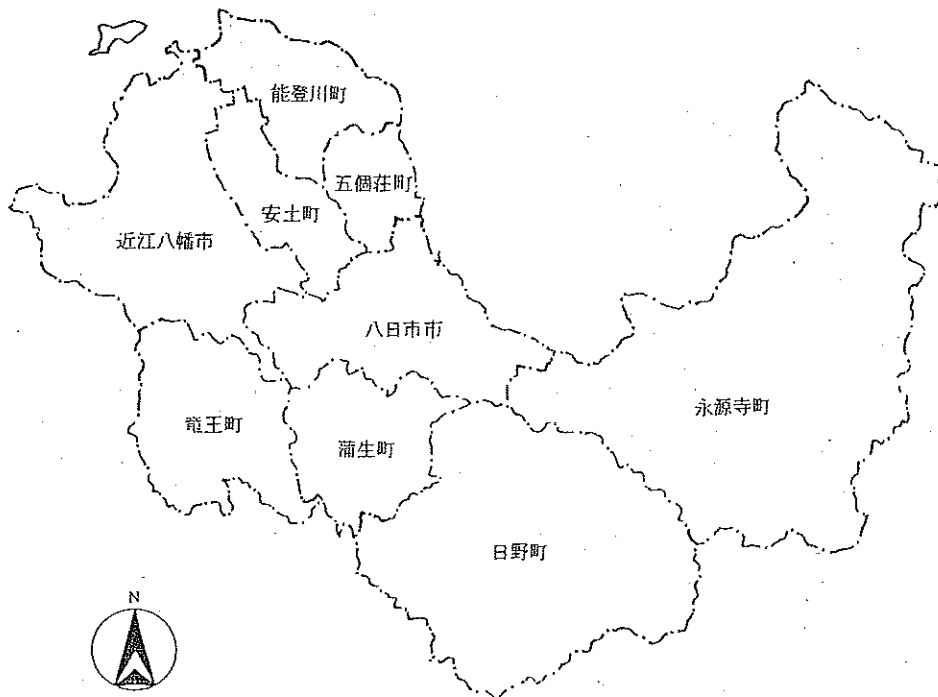 能登川町
五個荘町
安土町
近江八幡市
八日市市
永源寺町
竜王町
蒲生町
日野町
N